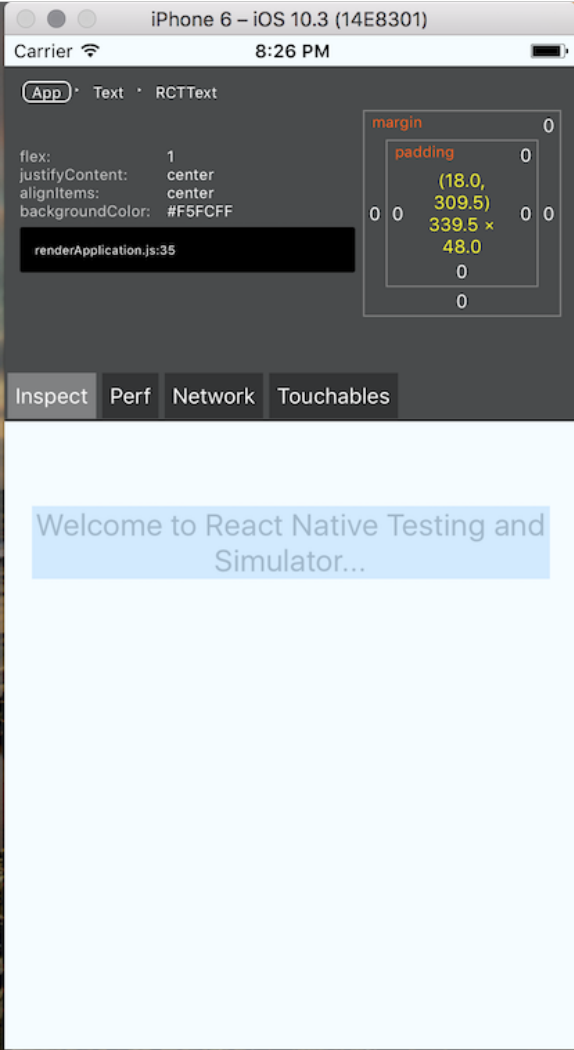 iPhone 6 – iOS 10.3 (14E8301)
Carrier 8:26 PM
App Text RCTText
flex: 1
justifyContent: center
alignItems: center
backgroundColor: #F5FCFF
renderApplication.js:35
margin 0
padding 0
(18.0,
309.5)
0 0 339.5 × 0 0
48.0
0
0
Inspect Perf Network Touchables
Welcome to React Native Testing and
Simulator...